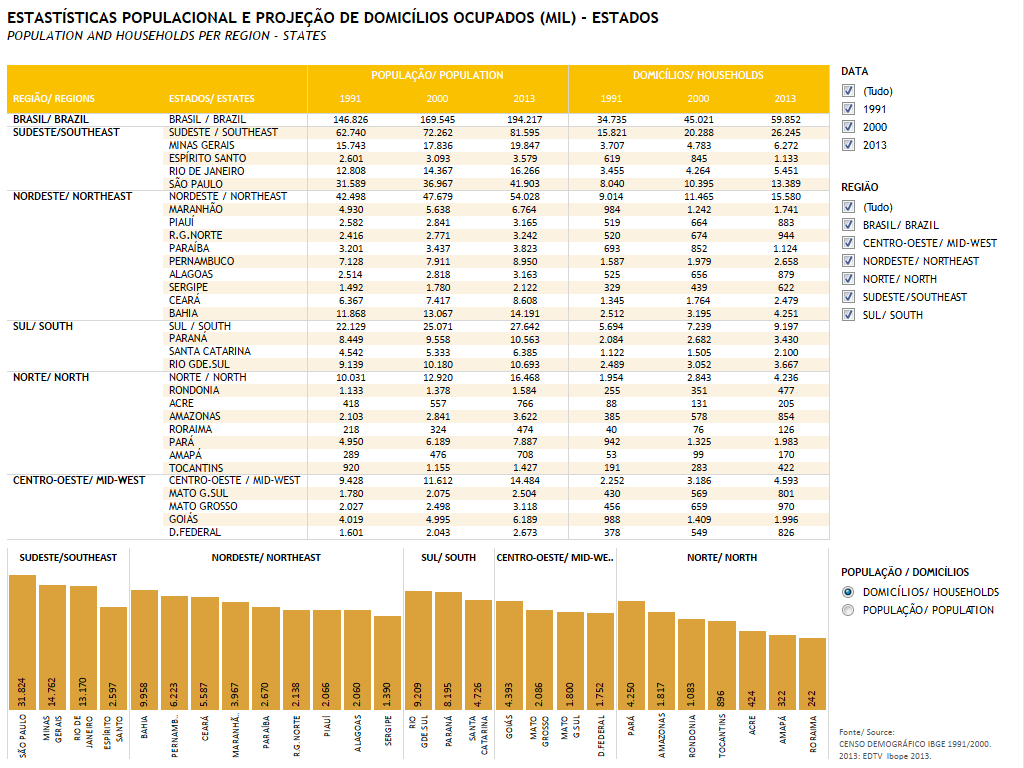 ESTASTÍSTICAS POPULACIONAL E PROJEÇÃO DE DOMICÍLIOS OCUPADOS (MIL) - ESTADOS
POPULATION AND HOUSEHOLDS PER REGION - STATES
POPULAÇÃO/ POPULATION DOMICÍLIOS/ HOUSEHOLDS
REGIÃO/ REGIONS ESTADOS/ ESTATES 1991 2000 2013 1991 2000 2013
BRASIL/ BRAZIL BRASIL / BRAZIL 146.826 169.545 194.217 34.735 45.021 59.852
SUDESTE/SOUTHEAST SUDESTE / SOUTHEAST 62.740 72.262 81.595 15.821 20.288 26.245
MINAS GERAIS 15.743 17.836 19.847 3.707 4.783 6.272
ESPÍRITO SANTO 2.601 3.093 3.579 619 845 1.133
RIO DE JANEIRO 12.808 14.367 16.266 3.455 4.264 5.451
SÃO PAULO 31.589 36.967 41.903 8.040 10.395 13.389
NORDESTE/ NORTHEAST NORDESTE / NORTHEAST 42.498 47.679 54.028 9.014 11.465 15.580
MARANHÃO 4.930 5.638 6.764 984 1.242 1.741
PIAUÍ 2.582 2.841 3.165 519 664 883
R.G.NORTE 2.416 2.771 3.242 520 674 944
PARAÍBA 3.201 3.437 3.823 693 852 1.124
PERNAMBUCO 7.128 7.911 8.950 1.587 1.979 2.658
ALAGOAS 2.514 2.818 3.163 525 656 879
SERGIPE 1.492 1.780 2.122 329 439 622
CEARÁ 6.367 7.417 8.608 1.345 1.764 2.479
BAHIA 11.868 13.067 14.191 2.512 3.195 4.251
SUL/ SOUTH SUL / SOUTH 22.129 25.071 27.642 5.694 7.239 9.197
PARANÁ 8.449 9.558 10.563 2.084 2.682 3.430
SANTA CATARINA 4.542 5.333 6.385 1.122 1.505 2.100
RIO GDE.SUL 9.139 10.180 10.693 2.489 3.052 3.667
NORTE/ NORTH NORTE / NORTH 10.031 12.920 16.468 1.954 2.843 4.236
RONDONIA 1.133 1.378 1.584 255 351 477
ACRE 418 557 766 88 131 205
AMAZONAS 2.103 2.841 3.622 385 578 854
RORAIMA 218 324 474 40 76 126
PARÁ 4.950 6.189 7.887 942 1.325 1.983
AMAPÁ 289 476 708 53 99 170
TOCANTINS 920 1.155 1.427 191 283 422
CENTRO-OESTE/ MID-WEST CENTRO-OESTE / MID-WEST 9.428 11.612 14.484 2.252 3.186 4.593
MATO G.SUL 1.780 2.075 2.504 430 569 801
MATO GROSSO 2.027 2.498 3.118 456 659 970
GOIÁS 4.019 4.995 6.189 988 1.409 1.996
D.FEDERAL 1.601 2.043 2.673 378 549 826
DATA
(Tudo)
1991
2000
2013
REGIÃO
(Tudo)
BRASIL/ BRAZIL
CENTRO-OESTE/ MID-WEST
NORDESTE/ NORTHEAST
NORTE/ NORTH
SUDESTE/SOUTHEAST
SUL/ SOUTH
SUDESTE/SOUTHEAST NORDESTE/ NORTHEAST SUL/ SOUTH CENTRO-OESTE/ MID-WE.. NORTE/ NORTH
31.824 14.762 13.170 2.597 9.958 6.223 5.587 3.967 2.670 2.138 2.066 2.060 1.390 9.209 8.195 4.726 4.393 2.086 1.800 1.752 4.250 1.817 1.083 896 424 322 242
SÃO PAULO MINAS GERAIS RIO DE JANEIRO ESPÍRITO SANTO BAHIA PERNAMB.. CEARÁ MARANHÃ.. PARAÍBA R.G.NORTE PIAUÍ ALAGOAS SERGIPE RIO GDE.SUL PARANÁ SANTA CATARINA GOIÁS MATO GROSSO MATO G.SUL D.FEDERAL PARÁ AMAZONAS RONDONIA TOCANTINS ACRE AMAPÁ RORAIMA
POPULAÇÃO / DOMICÍLIOS
DOMICÍLIOS/ HOUSEHOLDS
POPULAÇÃO/ POPULATION
Fonte/ Source:
CENSO DEMOGRÁFICO IBGE 1991/2000.
2013: EDTV Ibope 2013.